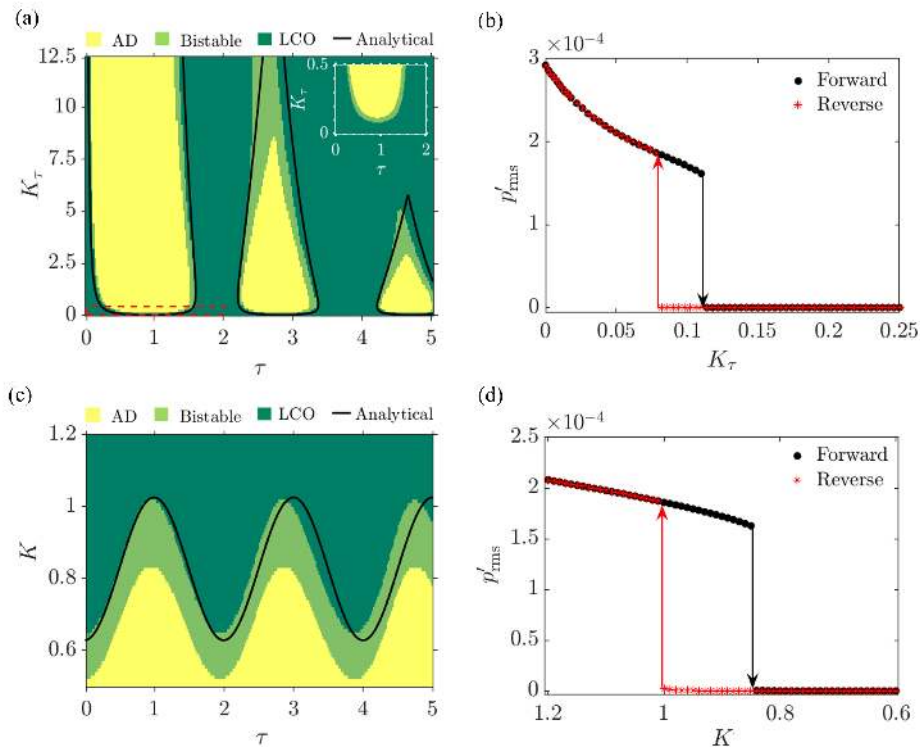 (a)
AD Bistable LCO Analytical
12.5
10
7.5
5
2.5
0
K_τ
0 1 2 3 4 5
τ
0.5
0
K_τ
0 1 2
τ
(b)
×10⁻⁴
3
2
1
0
p′_rms
Forward
Reverse
0 0.05 0.1 0.15 0.2 0.25
K_τ
(c)
AD Bistable LCO Analytical
1.2
1
0.8
0.6
K
0 1 2 3 4 5
τ
(d)
×10⁻⁴
2.5
2
1.5
1
0.5
0
p′_rms
Forward
Reverse
1.2 1 0.8 0.6
K